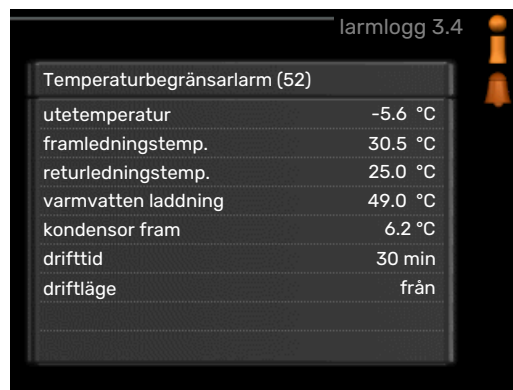 larmlogg 3.4
Temperaturbegränsarlarm (52)
utetemperatur -5.6 °C
framledningstemp. 30.5 °C
returledningstemp. 25.0 °C
varmvatten laddning 49.0 °C
kondensor fram 6.2 °C
drifttid 30 min
driftläge från